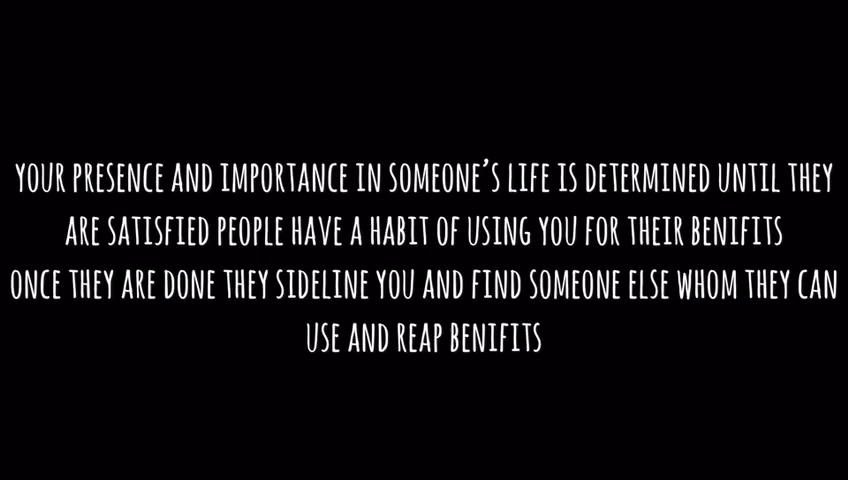 YOUR PRESENCE AND IMPORTANCE IN SOMEONE'S LIFE IS DETERMINED UNTIL THEY
ARE SATISFIED PEOPLE HAVE A HABIT OF USING YOU FOR THEIR BENIFITS
ONCE THEY ARE DONE THEY SIDELINE YOU AND FIND SOMEONE ELSE WHOM THEY CAN
USE AND REAP BENIFITS